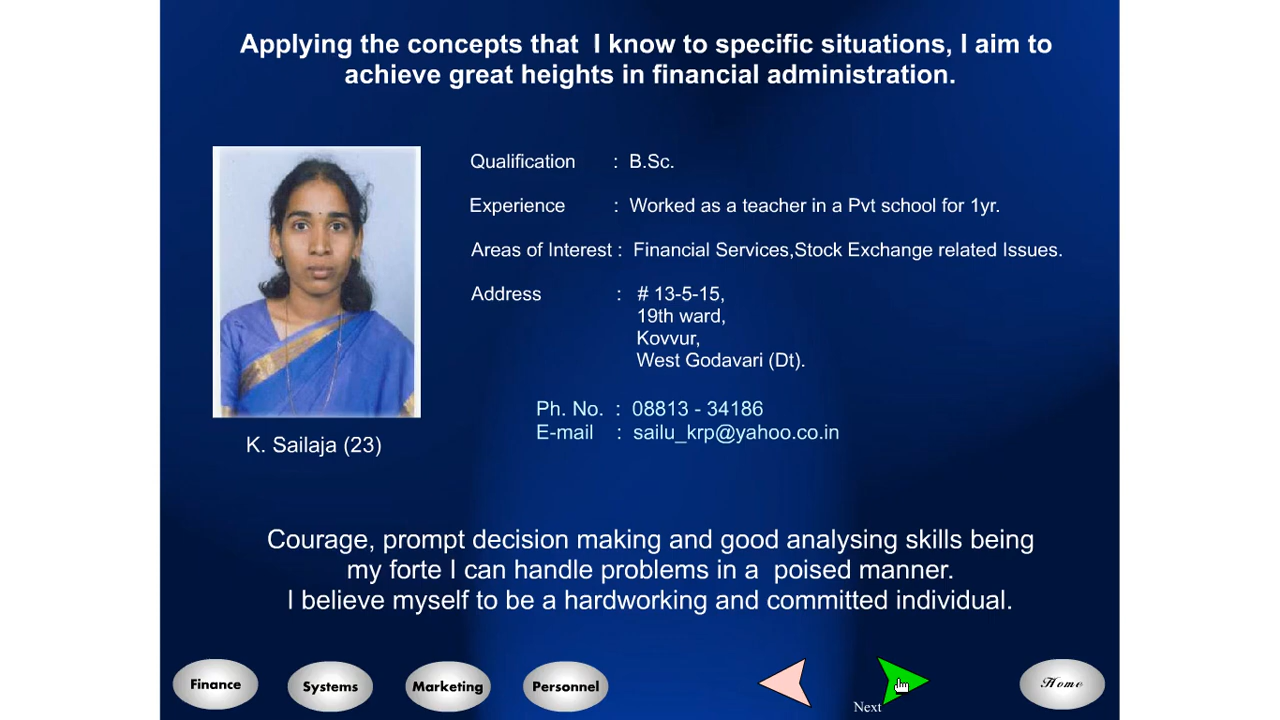 Applying the concepts that I know to specific situations, I aim to
achieve great heights in financial administration.
Qualification : B.Sc.
Experience : Worked as a teacher in a Pvt school for 1yr.
Areas of Interest : Financial Services,Stock Exchange related Issues.
Address : # 13-5-15,
19th ward,
Kovvur,
West Godavari (Dt).
Ph. No. : 08813 - 34186
E-mail : sailu_krp@yahoo.co.in
K. Sailaja (23)
Courage, prompt decision making and good analysing skills being
my forte I can handle problems in a poised manner.
I believe myself to be a hardworking and committed individual.
Finance Systems Marketing Personnel Next Home